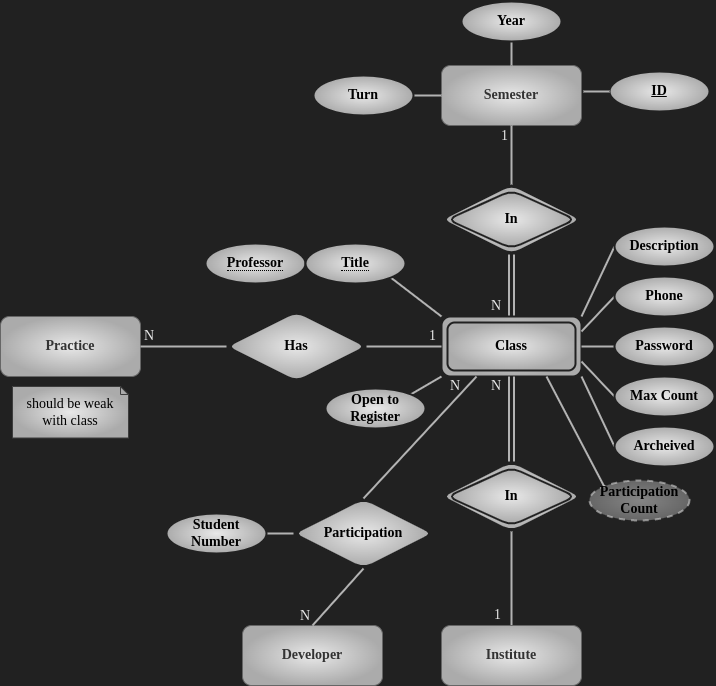 Year
Turn
Semester
ID
1
In
Professor
Title
Description
Phone
N
Practice
N
Has
1
Class
Password
should be weak
with class
Open to
Register
N
N
Max Count
Archeived
In
Participation
Count
Student
Number
Participation
N
1
Developer
Institute